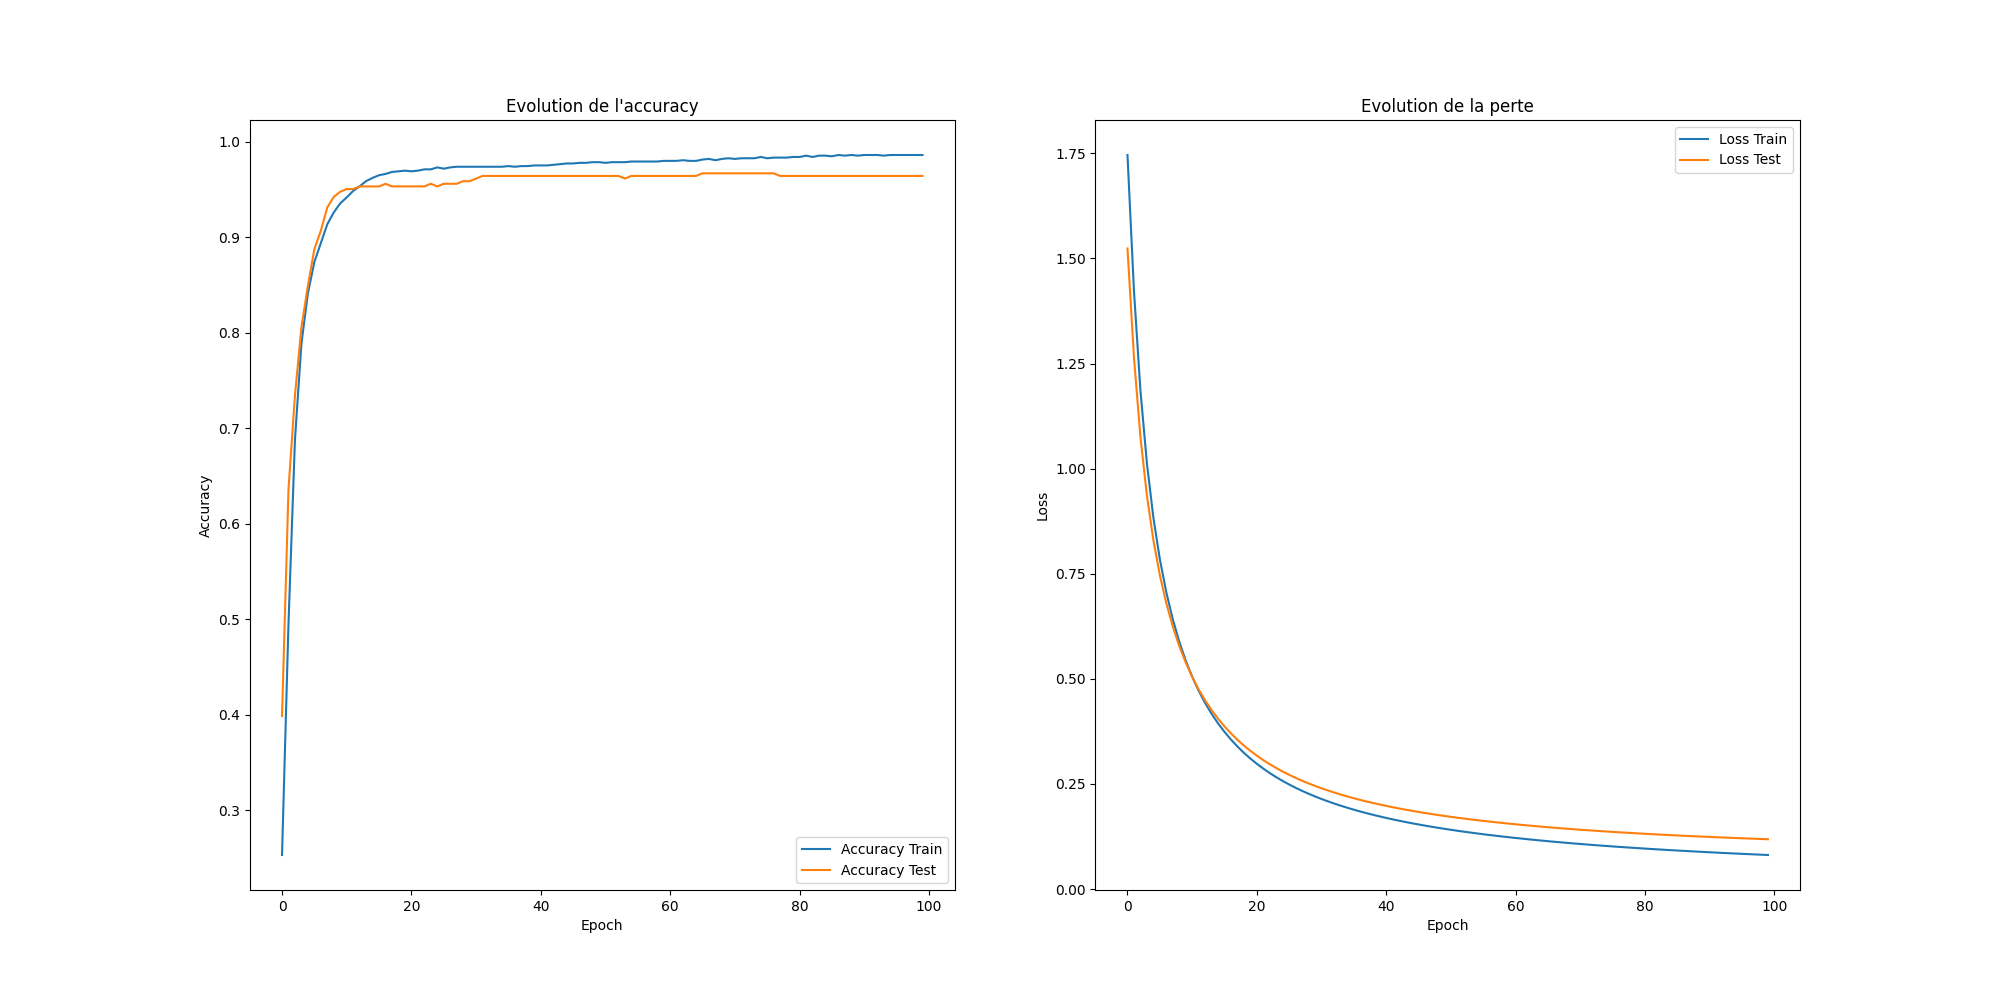 Evolution de l'accuracy
1.0
0.9
0.8
0.7
0.6
0.5
0.4
0.3
Accuracy
0
20
40
60
80
100
Epoch
Accuracy Train
Accuracy Test
Evolution de la perte
1.75
1.50
1.25
1.00
0.75
0.50
0.25
0.00
Loss
0
20
40
60
80
100
Epoch
Loss Train
Loss Test